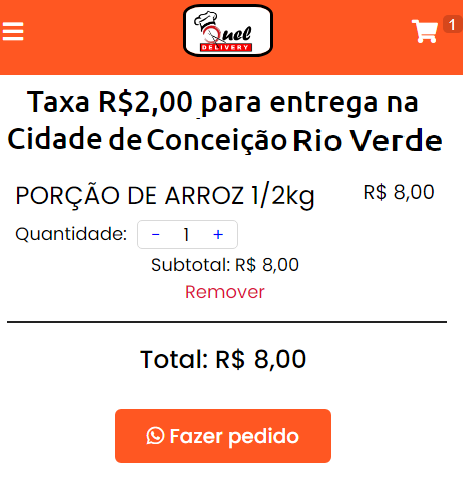 Quel
DELIVERY
1
Taxa R$2,00 para entrega na
Cidade de Conceição Rio Verde
PORÇÃO DE ARROZ 1/2kg R$ 8,00
Quantidade: - 1 +
Subtotal: R$ 8,00
Remover
Total: R$ 8,00
Fazer pedido